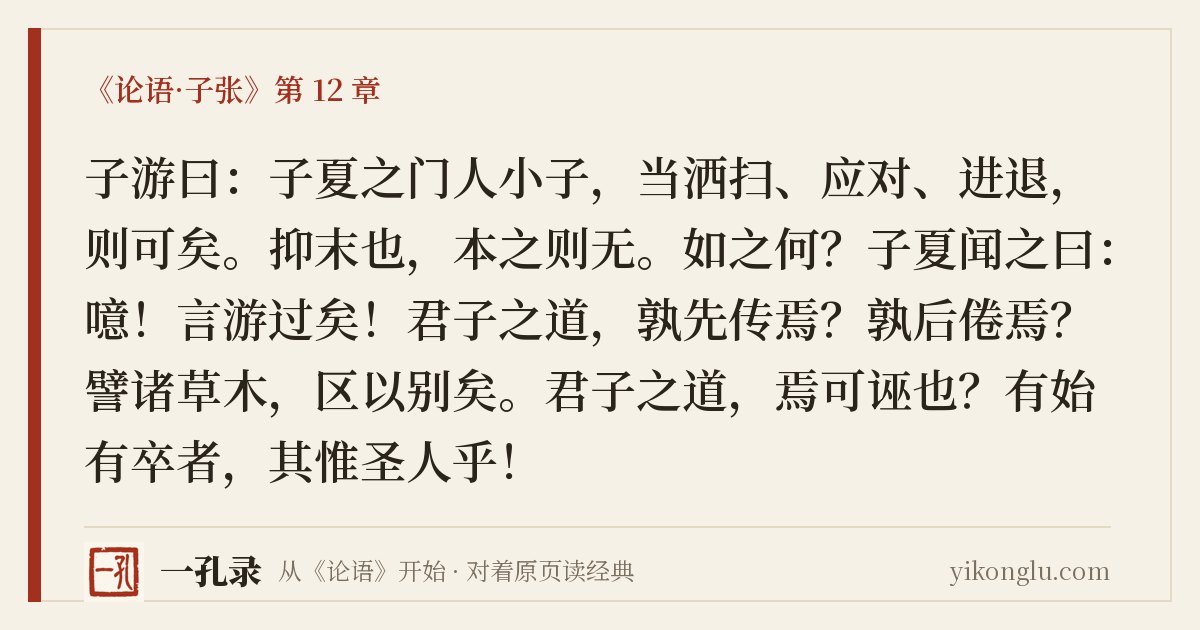 《论语·子张》第 12 章
子游曰：子夏之门人小子，当洒扫、应对、进退，
则可矣。抑末也，本之则无。如之何？子夏闻之曰：
噫！言游过矣！君子之道，孰先传焉？孰后倦焉？
譬诸草木，区以别矣。君子之道，焉可诬也？有始
有卒者，其惟圣人乎！
一孔
一孔录 从《论语》开始 · 对着原页读经典 yikonglu.com